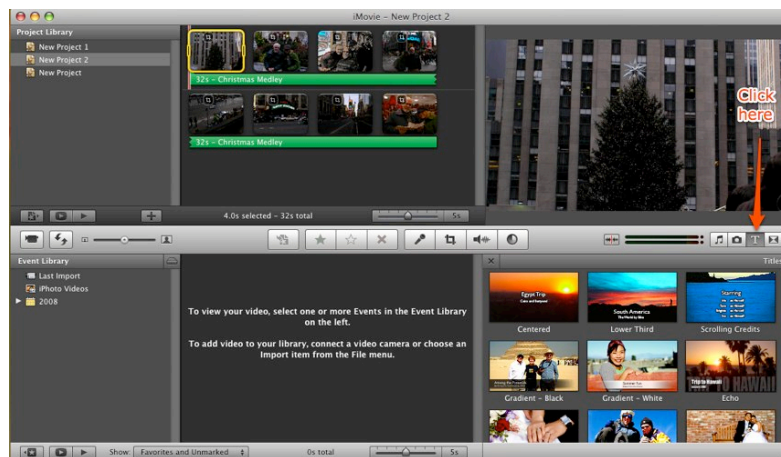 iMovie – New Project 2
Project Library
New Project 1
New Project 2
New Project
32s – Christmas Medley
32s – Christmas Medley
Click
here
4.0s selected – 32s total
5s
T
Event Library
Last Import
iPhoto Videos
2008
To view your video, select one or more Events in the Event Library
on the left.
To add video to your library, connect a video camera or choose an
Import item from the File menu.
Titles
Egypt Trip
South America
Starring
Centered
Lower Third
Scrolling Credits
Trip to Hawaii
Gradient – Black
Gradient – White
Echo
Show:
Favorites and Unmarked
0s total
5s